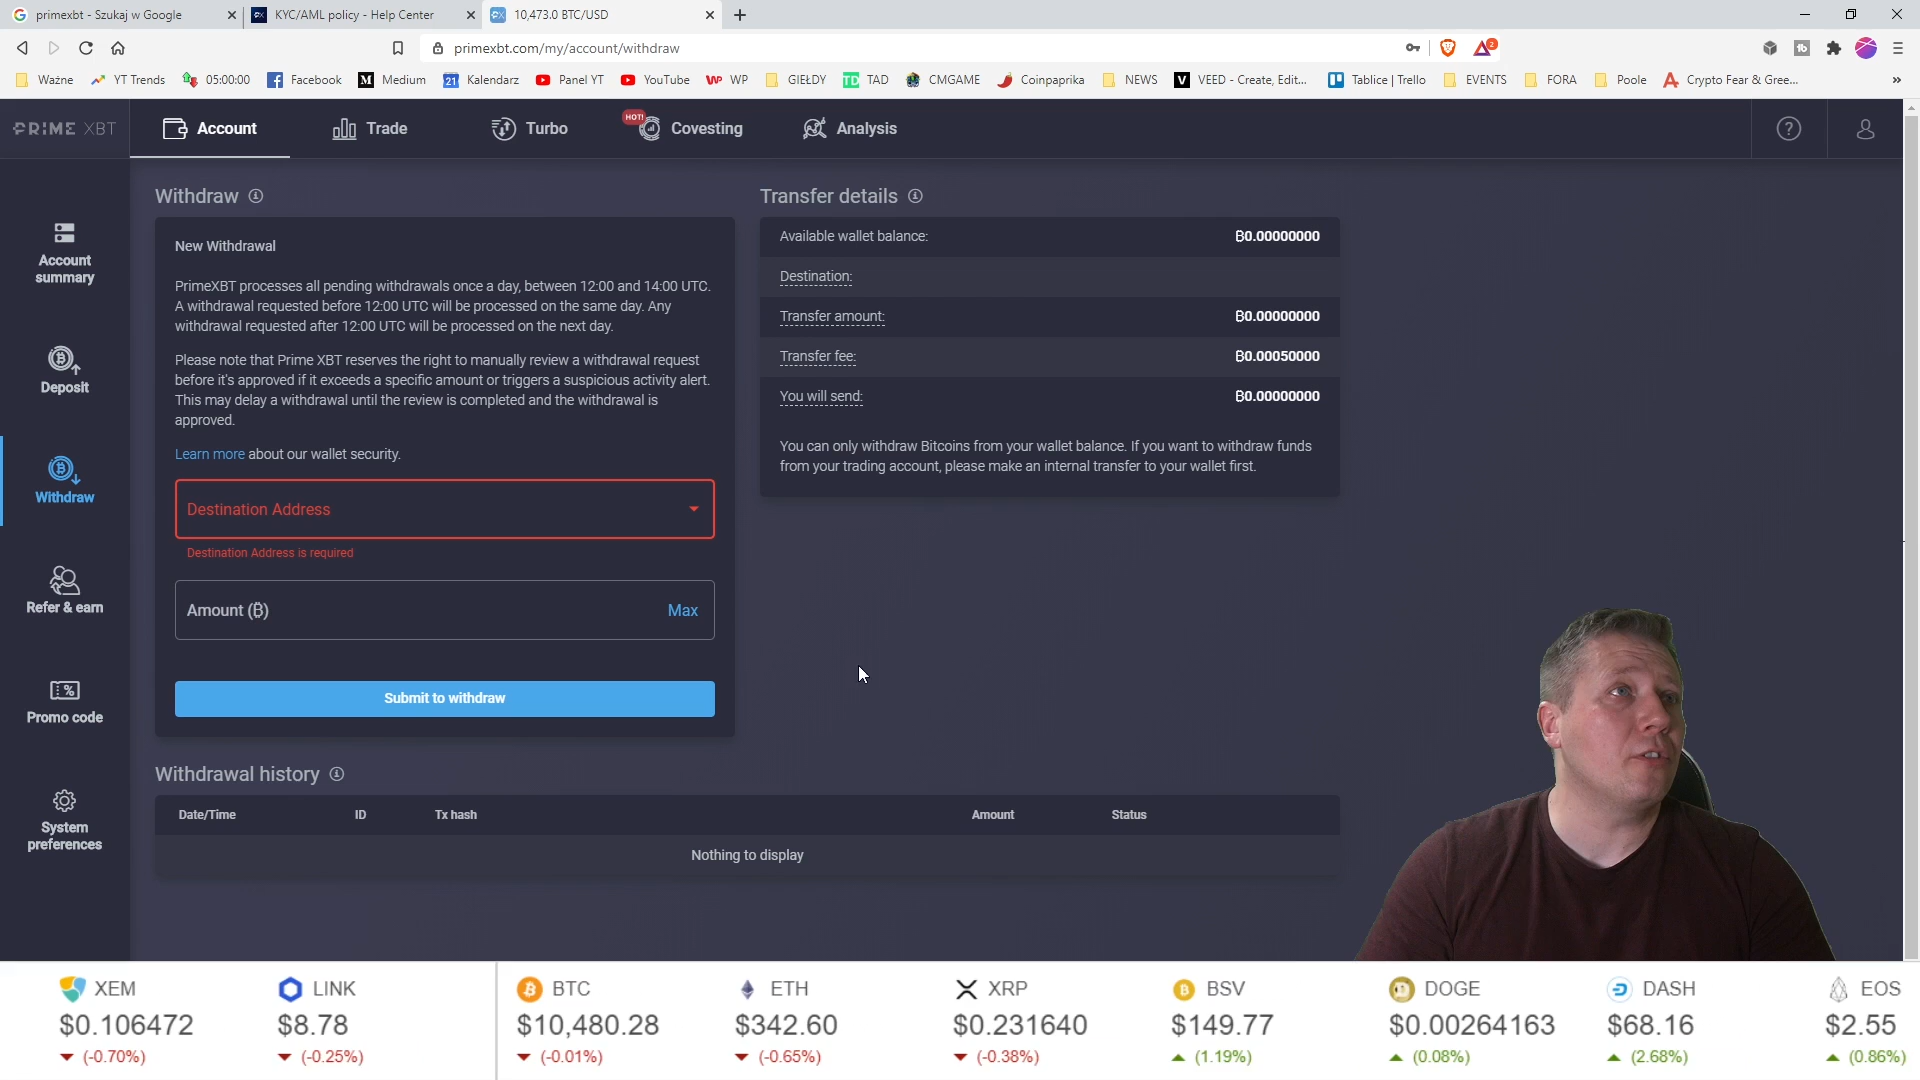 primexbt - Szukaj w Google
KYC/AML policy - Help Center
10,473.0 BTC/USD
primexbt.com/my/account/withdraw
2
Ważne
YT Trends
05:00:00
Facebook
Medium
Kalendarz
Panel YT
YouTube
WP
GIEŁDY
TAD
CMGAME
Coinpaprika
NEWS
VEED - Create, Edit...
Tablice | Trello
EVENTS
FORA
Poole
Crypto Fear & Gree...
PRIME XBT
Account
Trade
Turbo
HOT!
Covesting
Analysis
Account
summary
Deposit
Withdraw
Refer & earn
Promo code
System
preferences
Withdraw
New Withdrawal
PrimeXBT processes all pending withdrawals once a day, between 12:00 and 14:00 UTC.
A withdrawal requested before 12:00 UTC will be processed on the same day. Any
withdrawal requested after 12:00 UTC will be processed on the next day.
Please note that Prime XBT reserves the right to manually review a withdrawal request
before it's approved if it exceeds a specific amount or triggers a suspicious activity alert.
This may delay a withdrawal until the review is completed and the withdrawal is
approved.
Learn more about our wallet security.
Destination Address
Destination Address is required
Amount (₿)
Max
Submit to withdraw
Transfer details
Available wallet balance: ₿0.00000000
Destination:
Transfer amount: ₿0.00000000
Transfer fee: ₿0.00050000
You will send: ₿0.00000000
You can only withdraw Bitcoins from your wallet balance. If you want to withdraw funds
from your trading account, please make an internal transfer to your wallet first.
Withdrawal history
Date/Time ID Tx hash Amount Status
Nothing to display
XEM
$0.106472
(-0.70%)
LINK
$8.78
(-0.25%)
BTC
$10,480.28
(-0.01%)
ETH
$342.60
(-0.65%)
XRP
$0.231640
(-0.38%)
BSV
$149.77
(1.19%)
DOGE
$0.00264163
(0.08%)
DASH
$68.16
(2.68%)
EOS
$2.55
(0.86%)